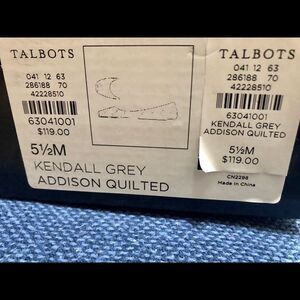 TALBOTS
041 12 63
286188 70
42228510
63041001
$119.00
5½M
KENDALL GREY
ADDISON QUILTED
TALBOTS
041 12 63
286188 70
42228510
63041001
KENDALL GREY
ADDISON QUILTED
5½M
$119.00
CN2298
Made In China